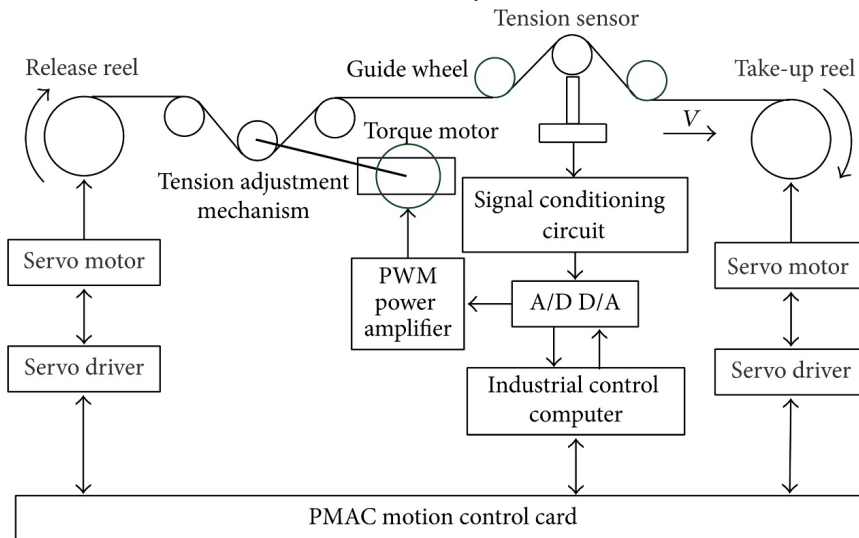 Tension sensor
Release reel
Guide wheel
Take-up reel
V
Torque motor
Tension adjustment
mechanism
Signal conditioning
circuit
Servo motor
PWM
power
amplifier
A/D D/A
Servo motor
Servo driver
Industrial control
computer
Servo driver
PMAC motion control card